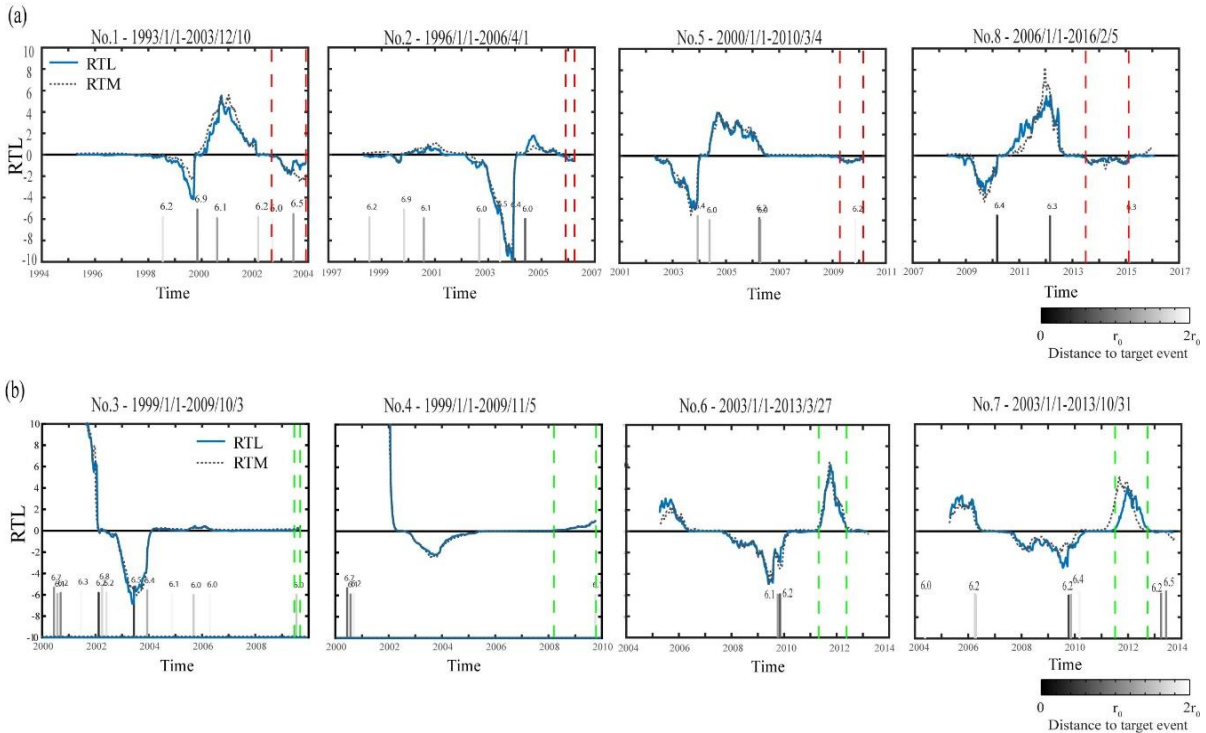 (a)
No.1 - 1993/1/1-2003/12/10
No.2 - 1996/1/1-2006/4/1
No.5 - 2000/1/1-2010/3/4
No.8 - 2006/1/1-2016/2/5
RTL
RTM
RTL
10
8
6
4
2
0
-2
-4
-6
-8
-10
6.2
6.9
6.1
6.2
6.0
6.5
6.2
6.9
6.1
6.0
6.0
6.0
6.2
6.0
6.2
6.4
6.3
6.3
1994 1996 1998 2000 2002 2004
1997 1999 2001 2003 2005 2007
2001 2003 2005 2007 2009 2011
2007 2009 2011 2013 2015 2017
Time
Time
Time
Time
0 r₀ 2r₀
Distance to target event
(b)
No.3 - 1999/1/1-2009/10/3
No.4 - 1999/1/1-2009/11/5
No.6 - 2003/1/1-2013/3/27
No.7 - 2003/1/1-2013/10/31
RTL
RTM
RTL
10
8
6
4
2
0
-2
-4
-6
-8
-10
6.3
6.8
6.2
6.5
6.4
6.1
6.0
6.0
6.0
6.1
6.2
6.0
6.2
6.2
6.4
6.2
6.5
2000 2002 2004 2006 2008
2000 2002 2004 2006 2008 2010
2004 2006 2008 2010 2012 2014
2004 2006 2008 2010 2012 2014
Time
Time
Time
Time
0 r₀ 2r₀
Distance to target event